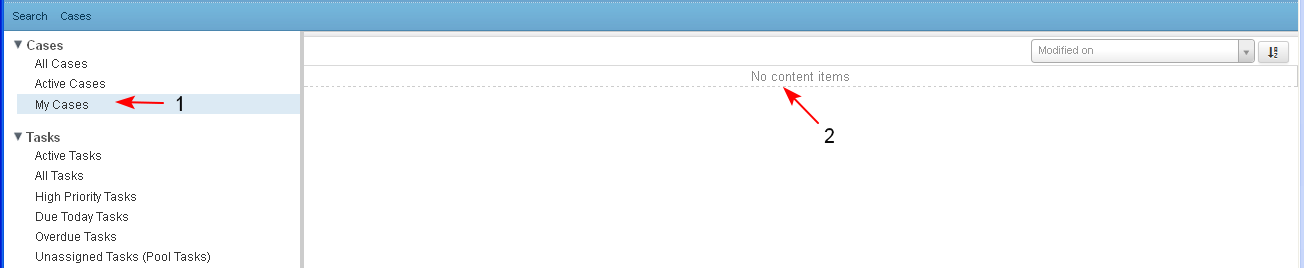 Search Cases
Cases
All Cases
Active Cases
My Cases
1
Tasks
Active Tasks
All Tasks
High Priority Tasks
Due Today Tasks
Overdue Tasks
Unassigned Tasks (Pool Tasks)
Modified on
A
Z
No content items
2